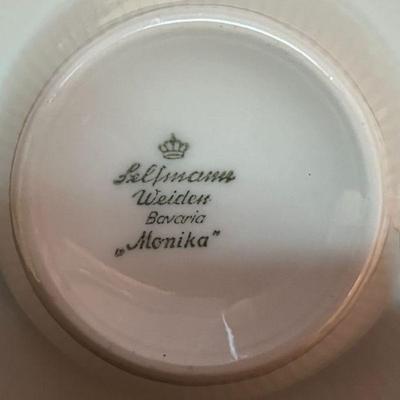 Seltmann
Weiden
Bavaria
„Monika"